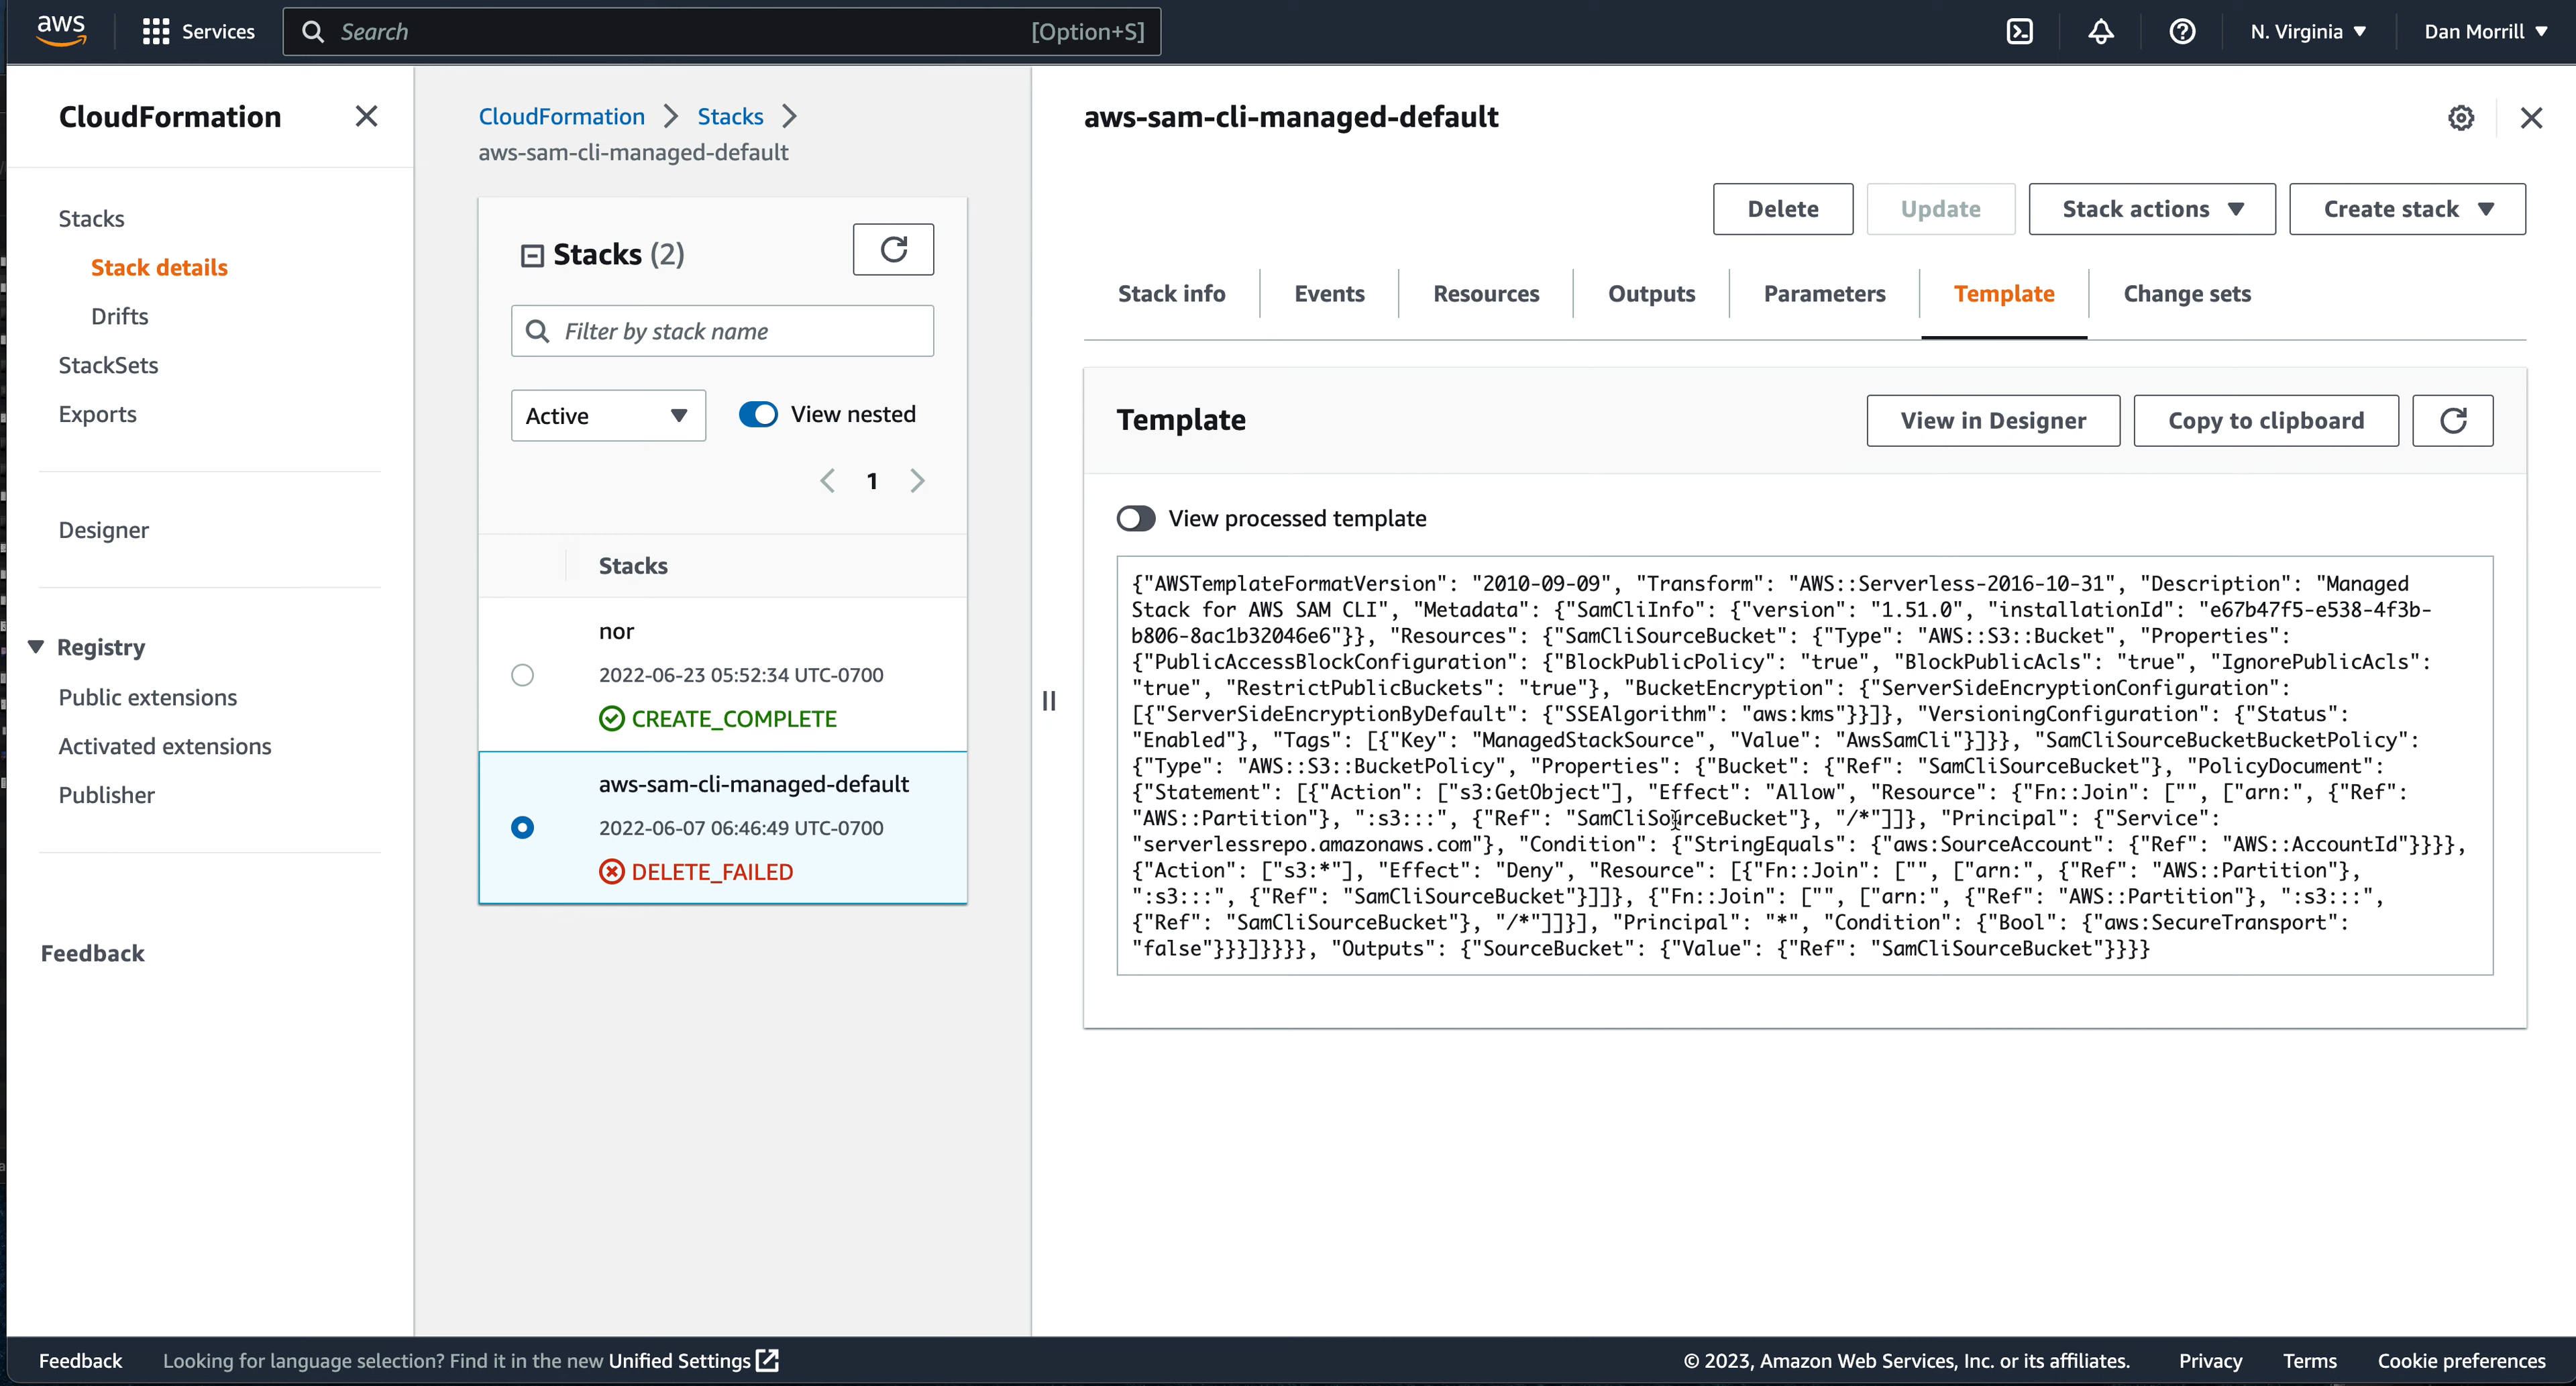 aws
Services
Search
[Option+S]
N. Virginia
Dan Morrill
CloudFormation
Stacks
Stack details
Drifts
StackSets
Exports
Designer
Registry
Public extensions
Activated extensions
Publisher
Feedback
CloudFormation
Stacks
aws-sam-cli-managed-default
Stacks (2)
Filter by stack name
Active
View nested
1
Stacks
nor
2022-06-23 05:52:34 UTC-0700
CREATE_COMPLETE
aws-sam-cli-managed-default
2022-06-07 06:46:49 UTC-0700
DELETE_FAILED
aws-sam-cli-managed-default
Delete
Update
Stack actions
Create stack
Stack info
Events
Resources
Outputs
Parameters
Template
Change sets
Template
View in Designer
Copy to clipboard
View processed template
{"AWSTemplateFormatVersion": "2010-09-09", "Transform": "AWS::Serverless-2016-10-31", "Description": "Managed
Stack for AWS SAM CLI", "Metadata": {"SamCliInfo": {"version": "1.51.0", "installationId": "e67b47f5-e538-4f3b-
b806-8ac1b32046e6"}}, "Resources": {"SamCliSourceBucket": {"Type": "AWS::S3::Bucket", "Properties":
{"PublicAccessBlockConfiguration": {"BlockPublicPolicy": "true", "BlockPublicAcls": "true", "IgnorePublicAcls":
"true", "RestrictPublicBuckets": "true"}, "BucketEncryption": {"ServerSideEncryptionConfiguration":
[{"ServerSideEncryptionByDefault": {"SSEAlgorithm": "aws:kms"}}]}, "VersioningConfiguration": {"Status":
"Enabled"}, "Tags": [{"Key": "ManagedStackSource", "Value": "AwsSamCli"}]}}, "SamCliSourceBucketBucketPolicy":
{"Type": "AWS::S3::BucketPolicy", "Properties": {"Bucket": {"Ref": "SamCliSourceBucket"}, "PolicyDocument":
{"Statement": [{"Action": ["s3:GetObject"], "Effect": "Allow", "Resource": {"Fn::Join": ["", ["arn:", {"Ref":
"AWS::Partition"}, ":s3:::", {"Ref": "SamCliSourceBucket"}, "/*"]]}, "Principal": {"Service":
"serverlessrepo.amazonaws.com"}, "Condition": {"StringEquals": {"aws:SourceAccount": {"Ref": "AWS::AccountId"}}}},
{"Action": ["s3:*"], "Effect": "Deny", "Resource": [{"Fn::Join": ["", ["arn:", {"Ref": "AWS::Partition"},
":s3:::", {"Ref": "SamCliSourceBucket"}]]}, {"Fn::Join": ["", ["arn:", {"Ref": "AWS::Partition"}, ":s3:::",
{"Ref": "SamCliSourceBucket"}, "/*"]]}], "Principal": "*", "Condition": {"Bool": {"aws:SecureTransport":
"false"}}}]}}}}, "Outputs": {"SourceBucket": {"Value": {"Ref": "SamCliSourceBucket"}}}}
Feedback
Looking for language selection? Find it in the new Unified Settings
© 2023, Amazon Web Services, Inc. or its affiliates.
Privacy
Terms
Cookie preferences